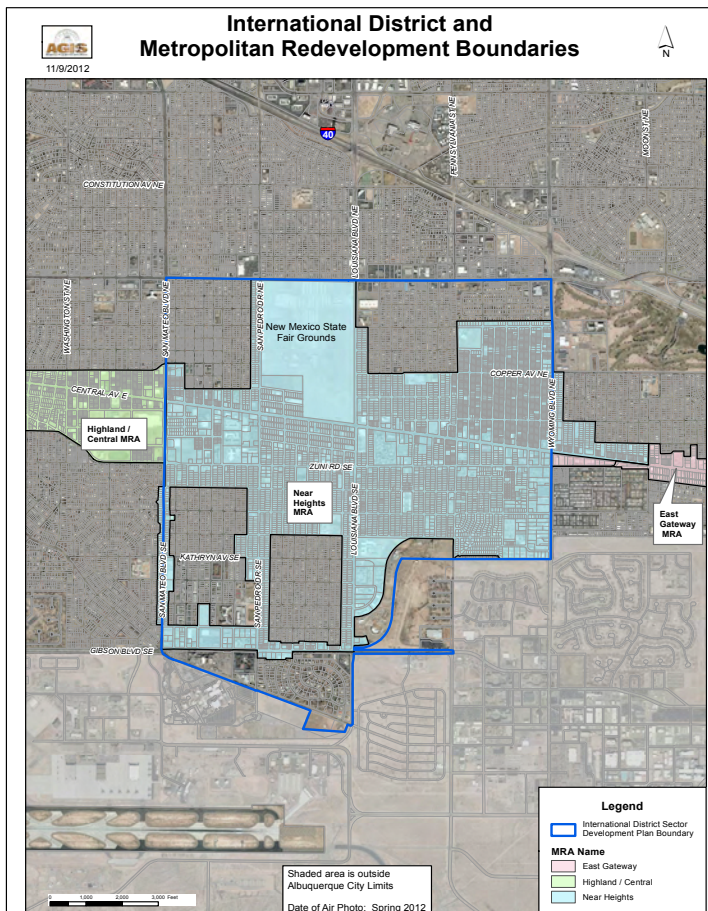 International District and
Metropolitan Redevelopment Boundaries
AGIS
11/9/2012
N
40
CONSTITUTION AV NE
PENNSYLVANIA ST NE
MOON ST NE
LOUISIANA BLVD NE
WASHINGTON ST NE
SAN MATEO BLVD NE
SAN PEDRO DR NE
New Mexico State
Fair Grounds
COPPER AV NE
WYOMING BLVD NE
CENTRAL AV E
Highland /
Central MRA
ZUNI RD SE
Near
Heights
MRA
LOUISIANA BLVD SE
East
Gateway
MRA
KATHRYN AV SE
SAN MATEO BLVD SE
SAN PEDRO DR SE
GIBSON BLVD SE
Legend
International District Sector
Development Plan Boundary
MRA Name
East Gateway
Highland / Central
Near Heights
Shaded area is outside
Albuquerque City Limits
Date of Air Photo: Spring 2012
0 1,000 2,000 3,000 Feet